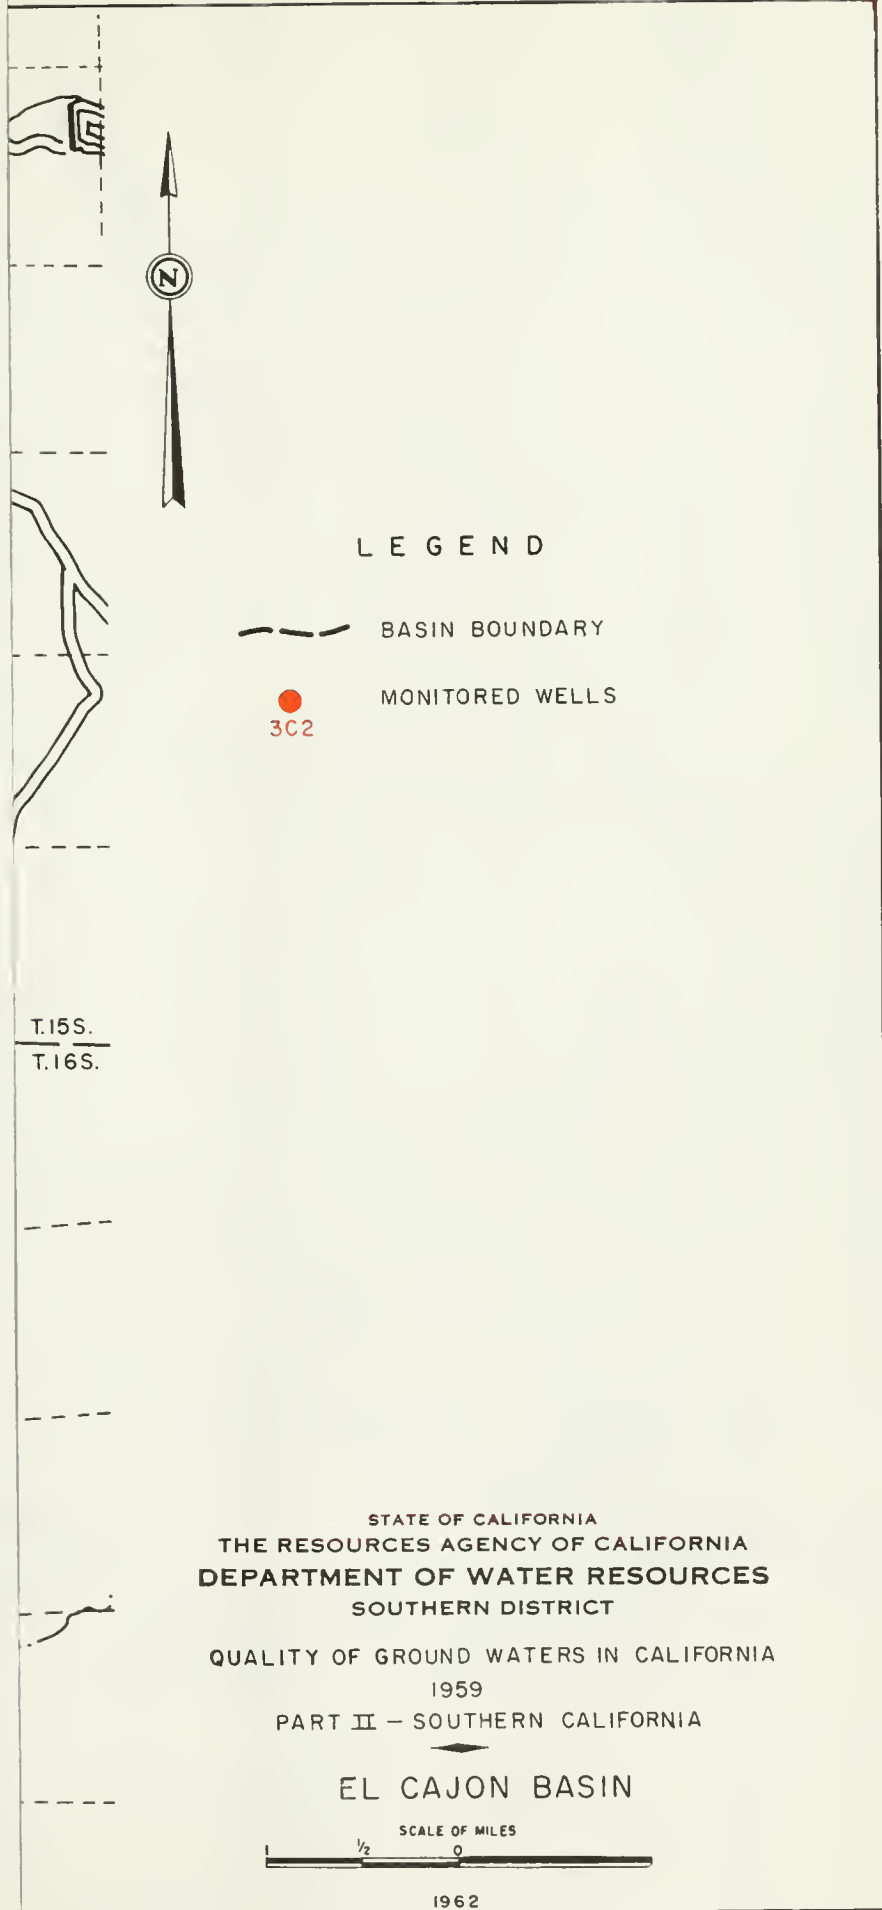 N
LEGEND
BASIN BOUNDARY
MONITORED WELLS
3C2
T.15S.
T.16S.
STATE OF CALIFORNIA
THE RESOURCES AGENCY OF CALIFORNIA
DEPARTMENT OF WATER RESOURCES
SOUTHERN DISTRICT
QUALITY OF GROUND WATERS IN CALIFORNIA
1959
PART II – SOUTHERN CALIFORNIA
EL CAJON BASIN
SCALE OF MILES
1 1/2 0
1962